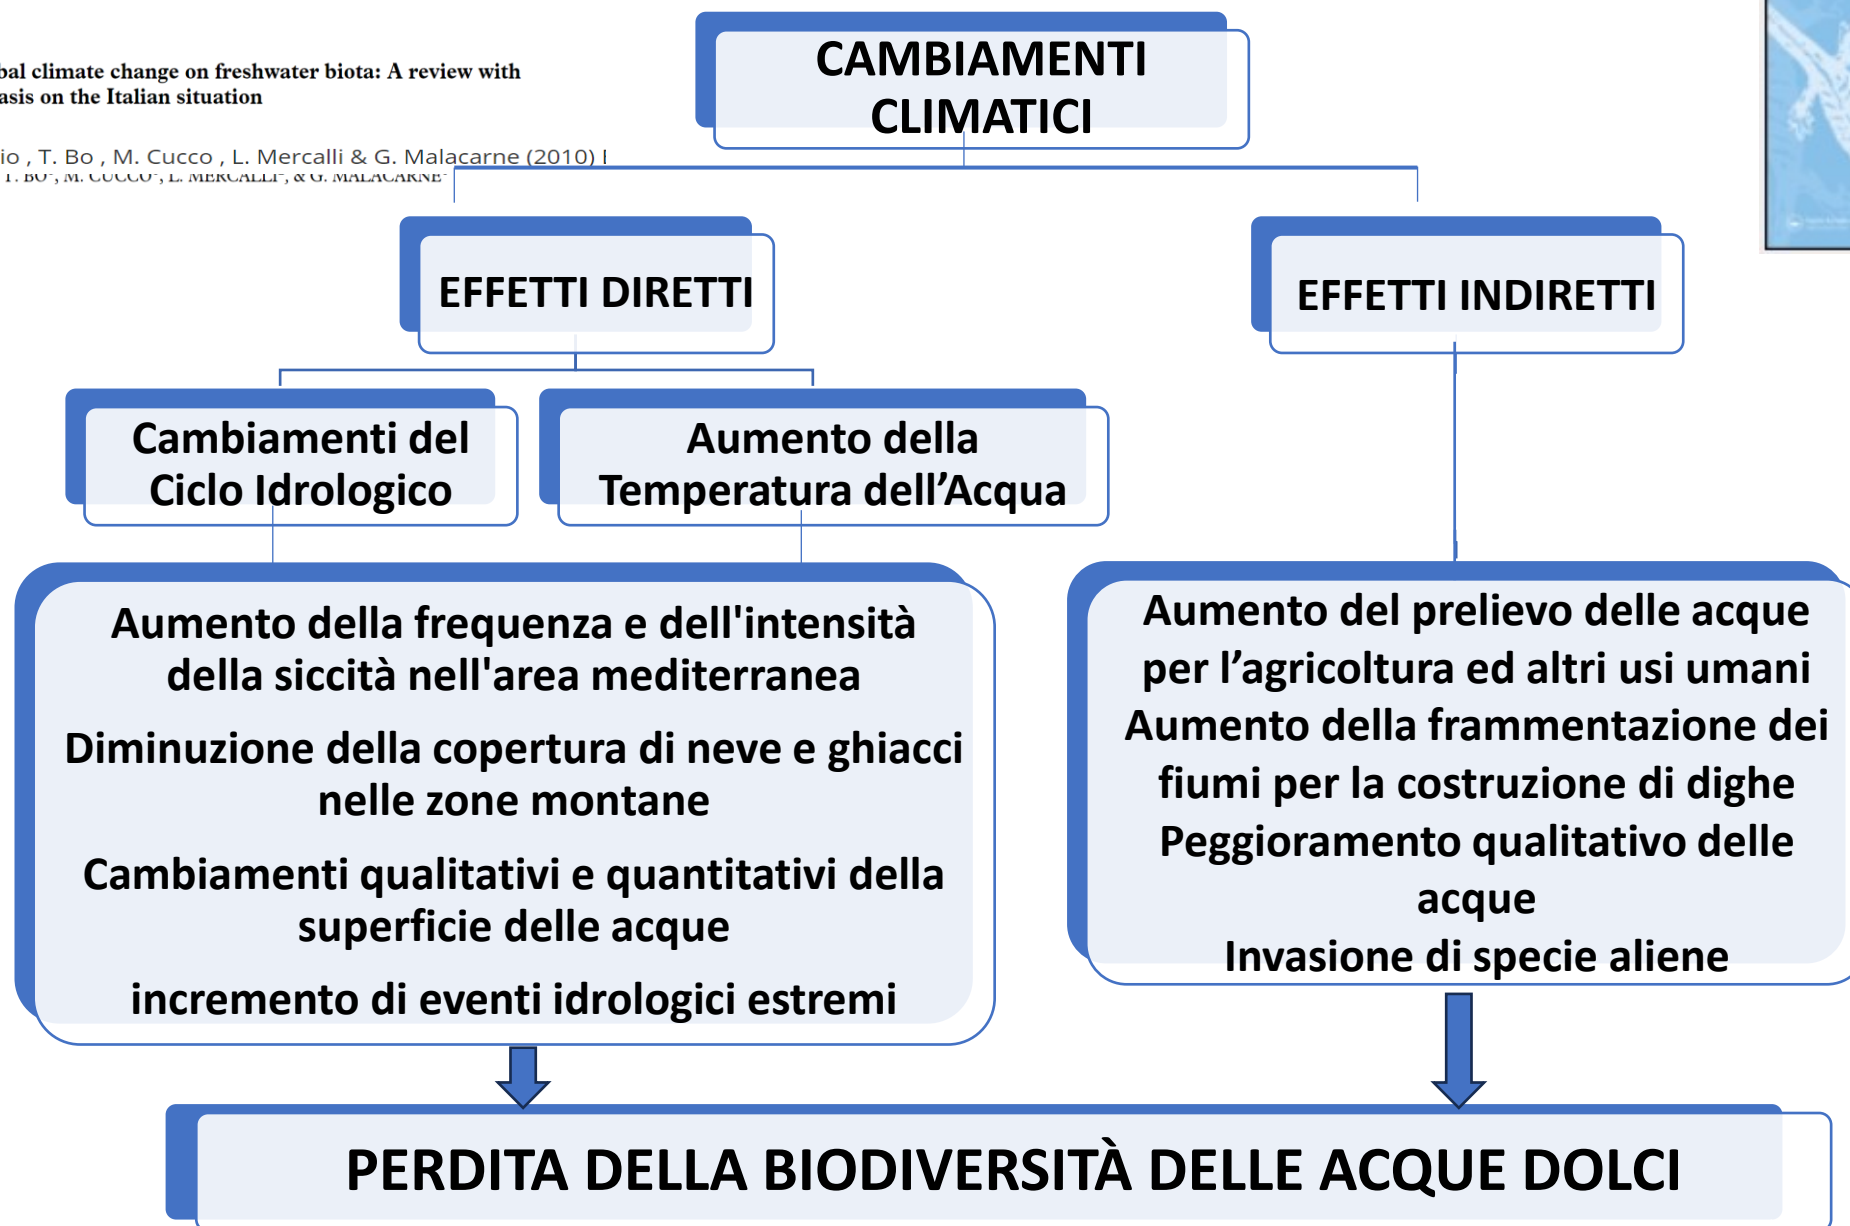 bal climate change on freshwater biota: A review with
asis on the Italian situation
io , T. Bo , M. Cucco , L. Mercalli & G. Malacarne (2010)
T. BO, M. CUCCO, L. MERCALLI, & G. MALACARNE
CAMBIAMENTI
CLIMATICI
EFFETTI DIRETTI
EFFETTI INDIRETTI
Cambiamenti del
Ciclo Idrologico
Aumento della
Temperatura dell’Acqua
Aumento della frequenza e dell'intensità
della siccità nell'area mediterranea
Diminuzione della copertura di neve e ghiacci
nelle zone montane
Cambiamenti qualitativi e quantitativi della
superficie delle acque
incremento di eventi idrologici estremi
Aumento del prelievo delle acque
per l’agricoltura ed altri usi umani
Aumento della frammentazione dei
fiumi per la costruzione di dighe
Peggioramento qualitativo delle
acque
Invasione di specie aliene
PERDITA DELLA BIODIVERSITÀ DELLE ACQUE DOLCI